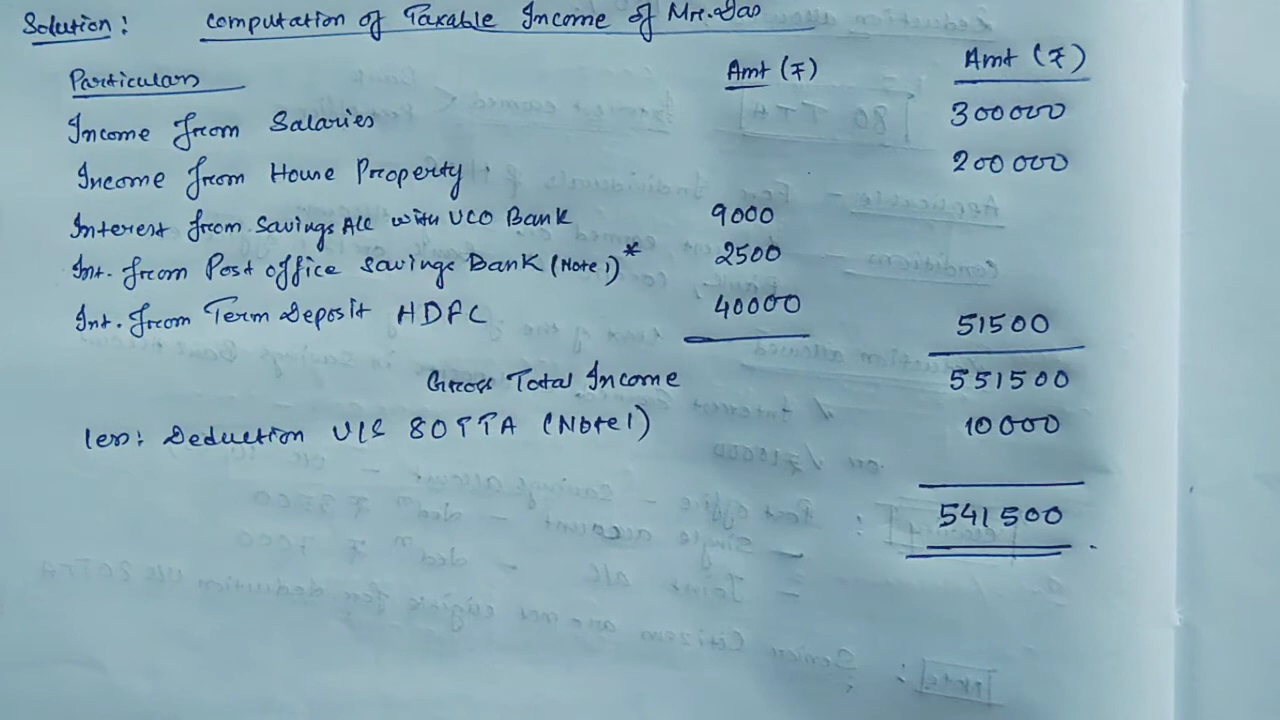 Solution: Computation of Taxable Income of Mr. Das
Particulars Amt (₹) Amt (₹)
Income from Salaries 300000
Income from House Property 200000
Interest from Savings A/c with UCO Bank 9000
Int. from Post office Savings Bank (Note 1)* 2500
Int. from Term Deposit HDFC 40000 51500
Gross Total Income 551500
Less: Deduction U/S 80TTA (Note 1) 10000
541500